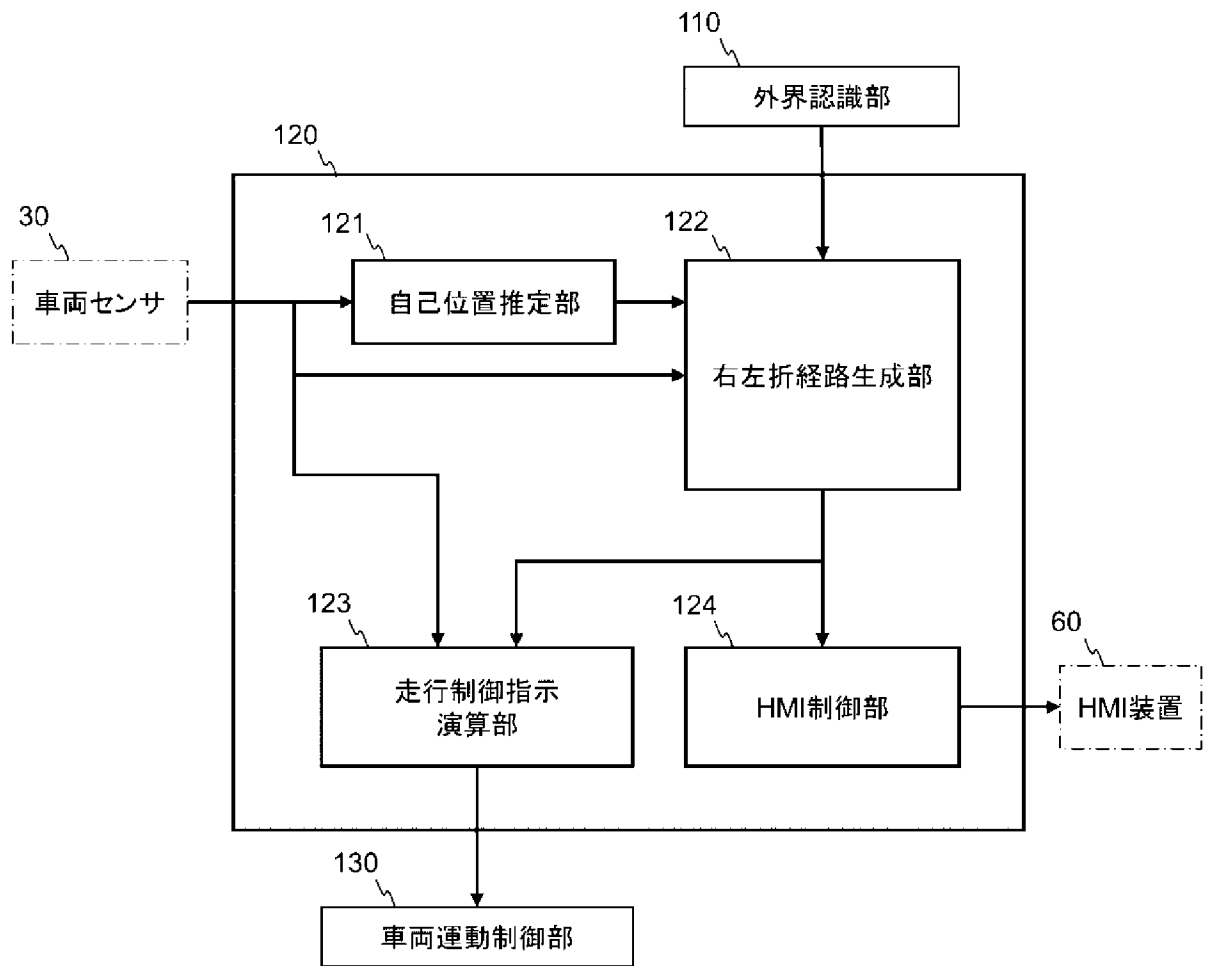 110
外界認識部
120
30
車両センサ
121
自己位置推定部
122
右左折経路生成部
123
走行制御指示
演算部
124
HMI制御部
60
HMI装置
130
車両運動制御部